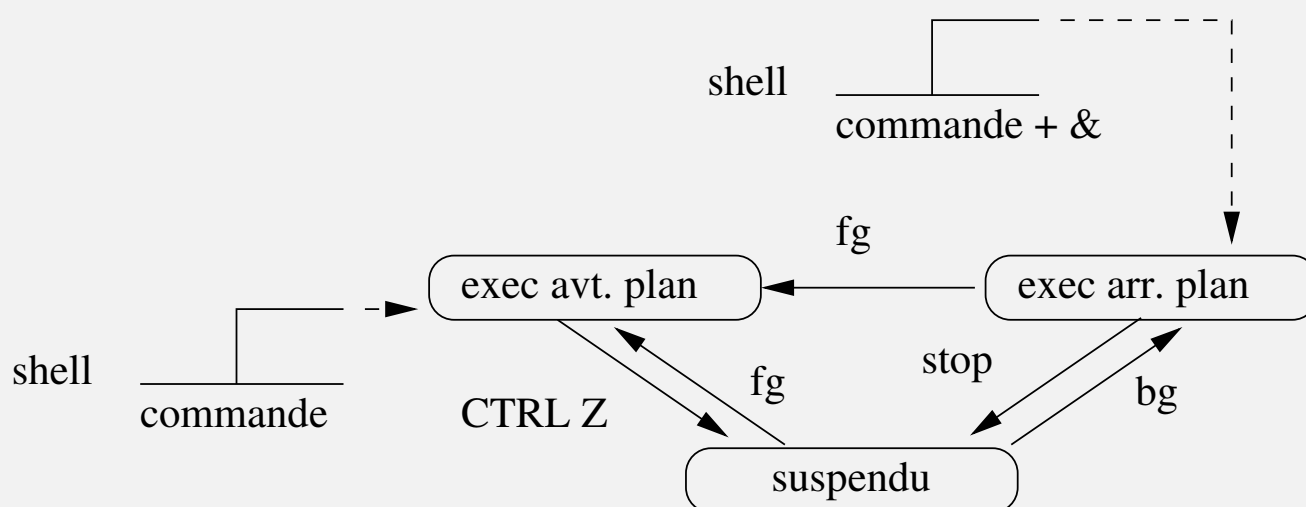 shell
commande + &
fg
exec avt. plan
exec arr. plan
shell
commande
CTRL Z
fg
stop
bg
suspendu